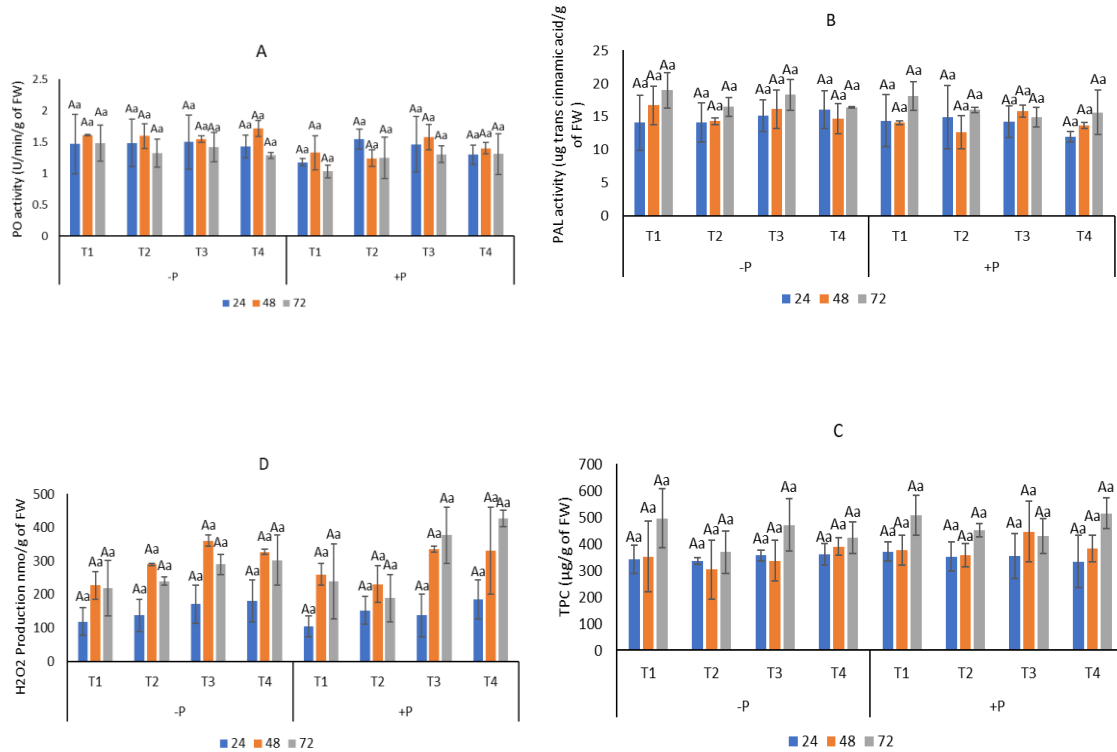 A
PO activity (U/min/g of FW)
2.5
2
1.5
1
0.5
0
Aa Aa Aa Aa Aa Aa Aa Aa Aa Aa Aa Aa Aa Aa Aa Aa Aa Aa Aa Aa Aa Aa Aa Aa
T1 T2 T3 T4 T1 T2 T3 T4
-P +P
24 48 72
B
PAL activity (ug trans cinnamic acid/g
of FW)
25
20
15
10
5
0
Aa Aa Aa Aa Aa Aa Aa Aa Aa Aa Aa Aa Aa Aa Aa Aa Aa Aa Aa Aa Aa Aa Aa Aa
T1 T2 T3 T4 T1 T2 T3 T4
-P +P
24 48 72
D
H2O2 Production nmo/g of FW
500
400
300
200
100
0
Aa Aa Aa Aa Aa Aa Aa Aa Aa Aa Aa Aa Aa Aa Aa Aa Aa Aa Aa Aa Aa Aa Aa Aa
T1 T2 T3 T4 T1 T2 T3 T4
-P +P
24 48 72
C
TPC (µg/g of FW)
700
600
500
400
300
200
100
0
Aa Aa Aa Aa Aa Aa Aa Aa Aa Aa Aa Aa Aa Aa Aa Aa Aa Aa Aa Aa Aa Aa Aa Aa
T1 T2 T3 T4 T1 T2 T3 T4
-P +P
24 48 72